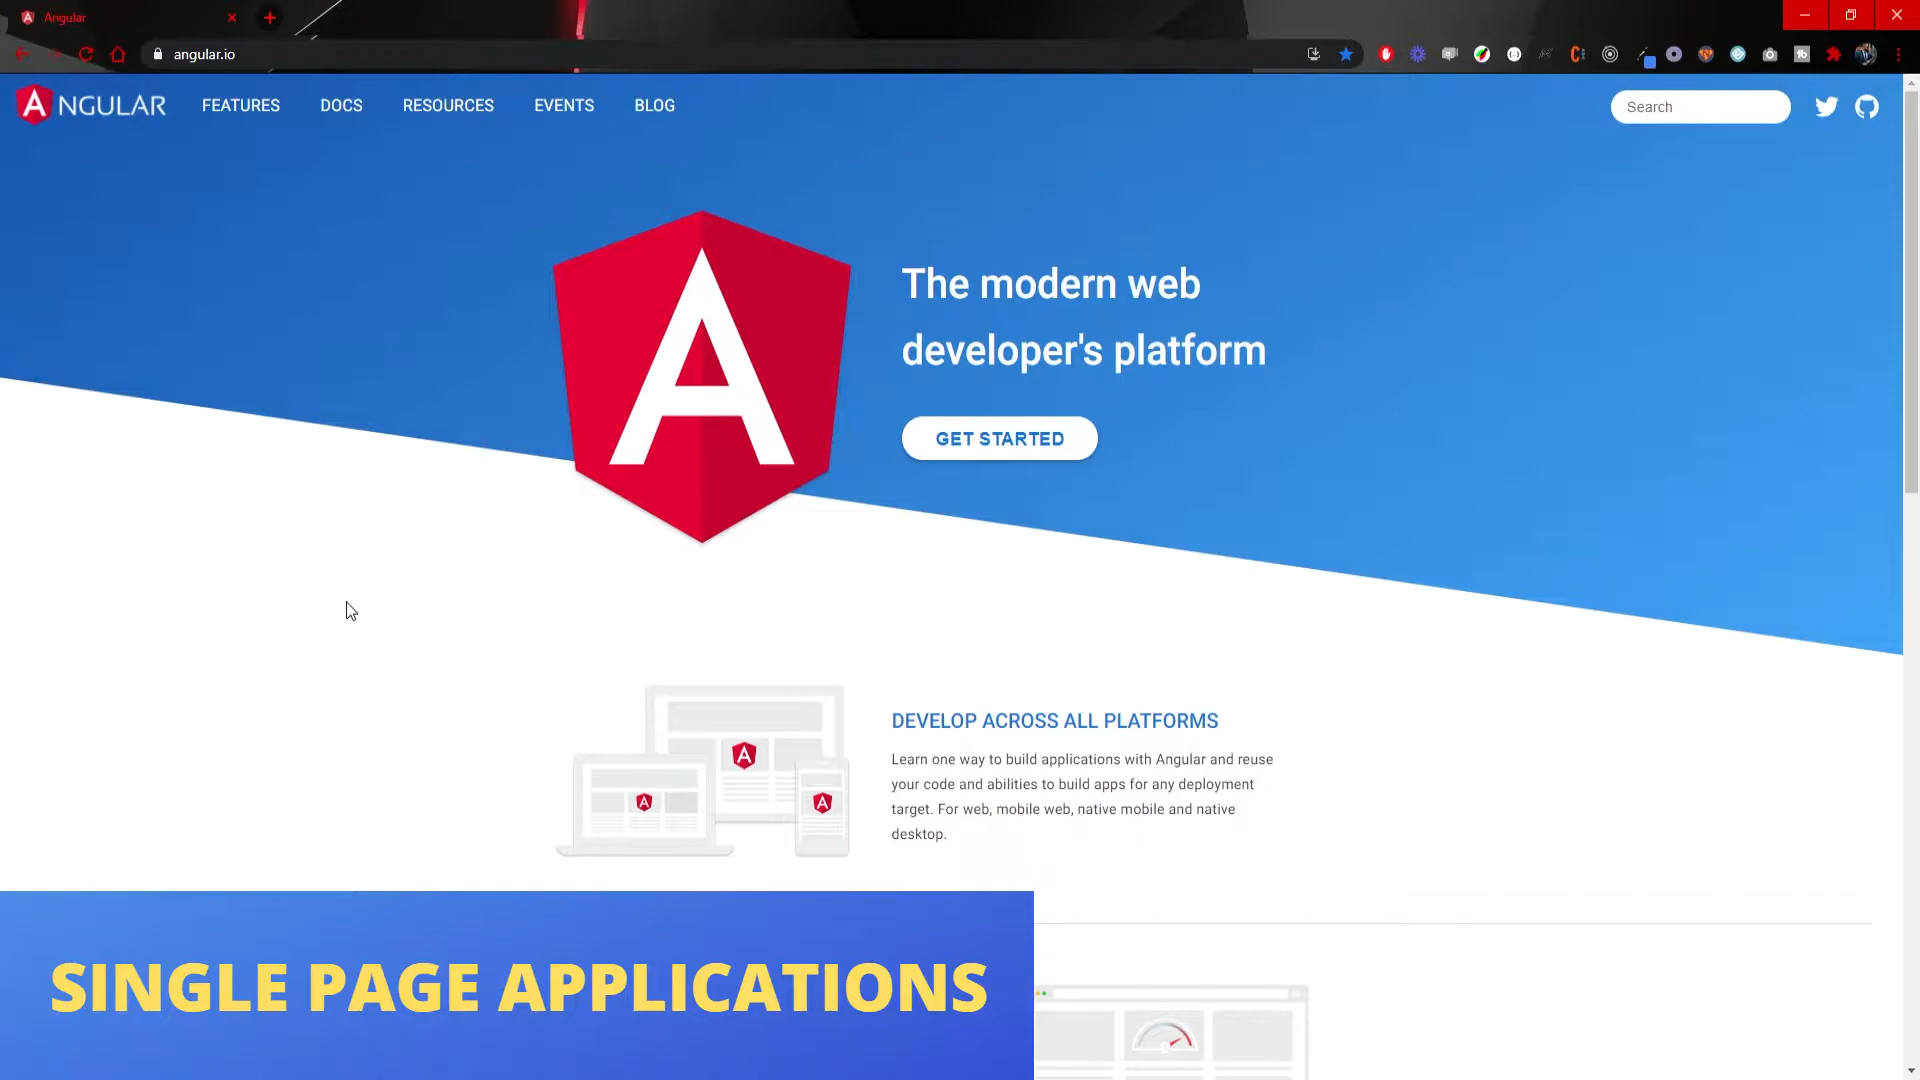 Angular
angular.io
NGULAR
FEATURES
DOCS
RESOURCES
EVENTS
BLOG
Search
The modern web
developer's platform
GET STARTED
DEVELOP ACROSS ALL PLATFORMS
Learn one way to build applications with Angular and reuse
your code and abilities to build apps for any deployment
target. For web, mobile web, native mobile and native
desktop.
SINGLE PAGE APPLICATIONS